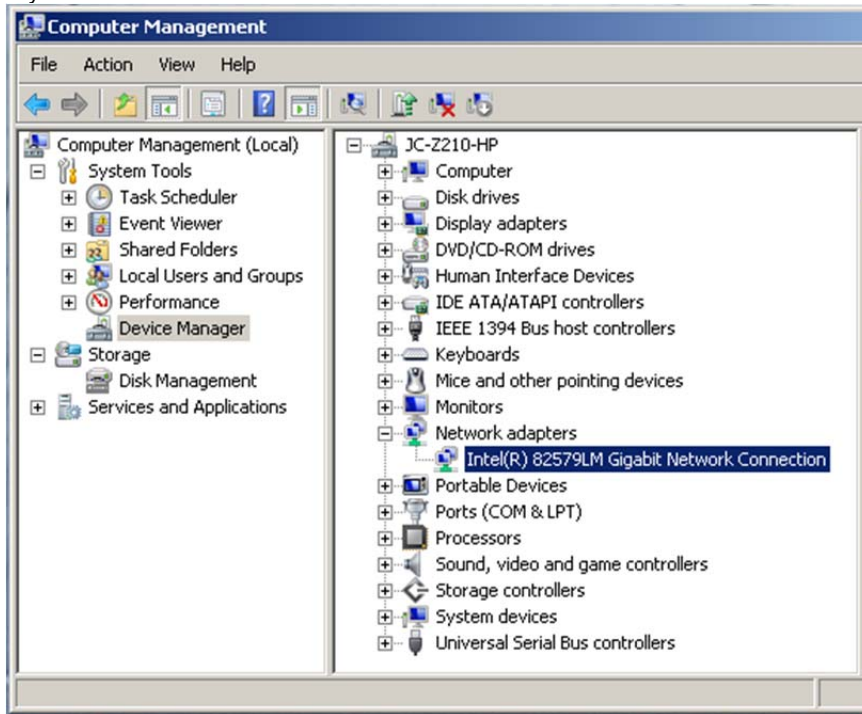 Computer Management
File Action View Help
Computer Management (Local)
System Tools
Task Scheduler
Event Viewer
Shared Folders
Local Users and Groups
Performance
Device Manager
Storage
Disk Management
Services and Applications
JC-Z210-HP
Computer
Disk drives
Display adapters
DVD/CD-ROM drives
Human Interface Devices
IDE ATA/ATAPI controllers
IEEE 1394 Bus host controllers
Keyboards
Mice and other pointing devices
Monitors
Network adapters
Intel(R) 82579LM Gigabit Network Connection
Portable Devices
Ports (COM & LPT)
Processors
Sound, video and game controllers
Storage controllers
System devices
Universal Serial Bus controllers